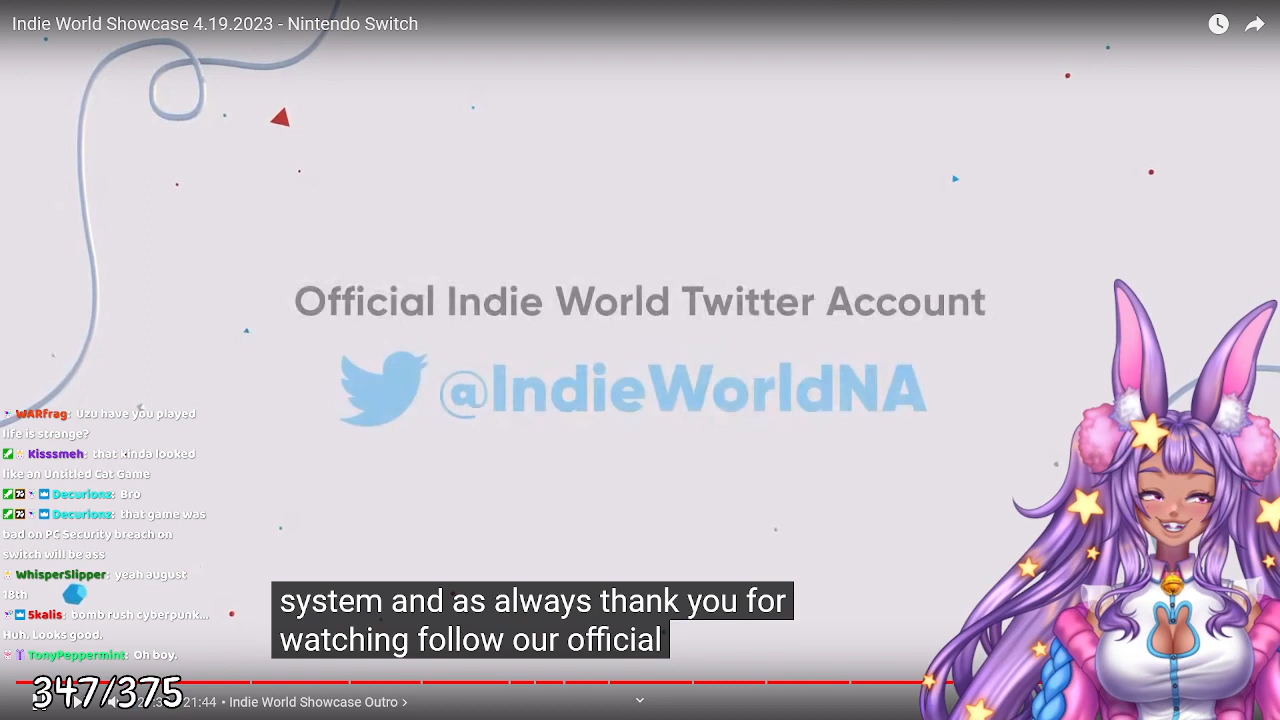 Indie World Showcase 4.19.2023 - Nintendo Switch
Official Indie World Twitter Account
@IndieWorldNA
WARfrag: Uzu have you played
life is strange?
Kisssmeh: that kinda looked
like an Untitled Cat Game
Decurionz: Bro
Decurionz: that game was
bad on PC Security breach on
switch will be ass
WhisperSlipper: yeah august
18th
5kalis: bomb rush cyberpunk...
Huh. Looks good.
TonyPeppermint: Oh boy.
system and as always thank you for
watching follow our official
347/375
21:44 • Indie World Showcase Outro >